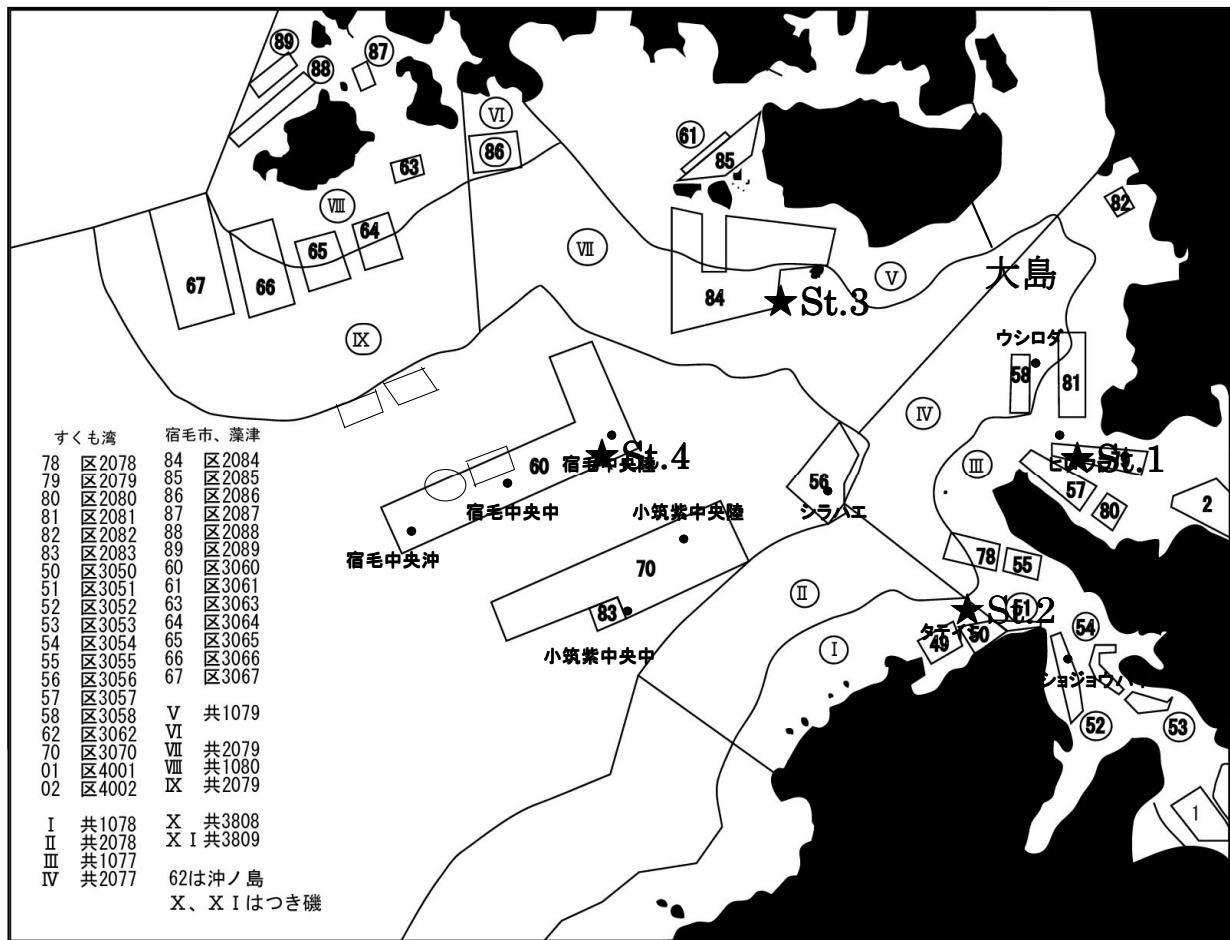 89
88
87
Ⅵ
86
63
61
85
82
Ⅷ
64
65
66
67
Ⅶ
Ⅴ
大島
84
★St.3
Ⅸ
ウシロダ
58
81
Ⅳ
Ⅲ
★St.1
57
80
2
56
シラハエ
60
★St.4
宿毛中央陸
宿毛中央中
宿毛中央沖
小筑紫中央陸
70
83
小筑紫中央中
78
55
Ⅱ
Ⅰ
★St.2
51
49
50
54
52
53
1
すくも湾
78 区2078
79 区2079
80 区2080
81 区2081
82 区2082
83 区2083
50 区3050
51 区3051
52 区3052
53 区3053
54 区3054
55 区3055
56 区3056
57 区3057
58 区3058
62 区3062
70 区3070
01 区4001
02 区4002
Ⅰ 共1078
Ⅱ 共2078
Ⅲ 共1077
Ⅳ 共2077
宿毛市、藻津
84 区2084
85 区2085
86 区2086
87 区2087
88 区2088
89 区2089
60 区3060
61 区3061
63 区3063
64 区3064
65 区3065
66 区3066
67 区3067
Ⅴ 共1079
Ⅵ
Ⅶ 共2079
Ⅷ 共1080
Ⅸ 共2079
Ⅹ 共3808
ⅩⅠ共3809
62は沖ノ島
Ⅹ、ⅩⅠはつき磯